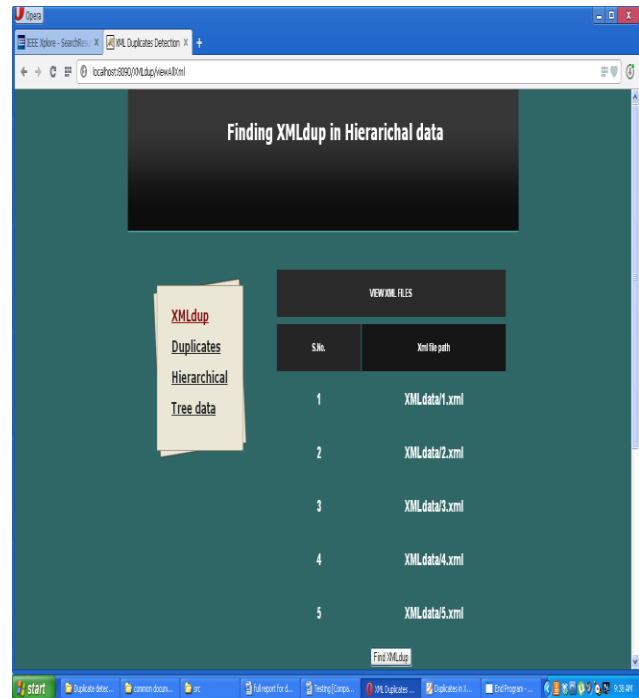 Opera
IEEE Xplore - SearchRes... X XML Duplicates Detection X +
localhost:8090/XMLdup/viewAllXml
Finding XMLdup in Hierarichal data
XMLdup
Duplicates
Hierarchical
Tree data
VIEW XML FILES
S.No. Xml file path
1 XMLdata/1.xml
2 XMLdata/2.xml
3 XMLdata/3.xml
4 XMLdata/4.xml
5 XMLdata/5.xml
Find XMLdup
start Duplicate detec... common docum... src full report for d... Testing [Compa... XML Duplicates ... Duplicates in X... End Program - ... 9:38 AM